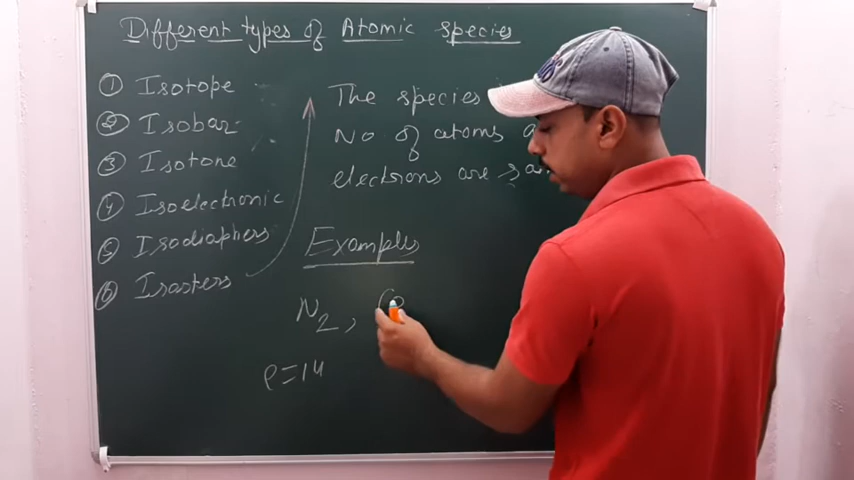 Different types of Atomic species
① Isotope
② Isobar
③ Isotone
④ Isoelectronic
⑤ Isodiaphers
⑥ Isosters
The species
No of atoms
electrons are
Examples
N2, C
e=14